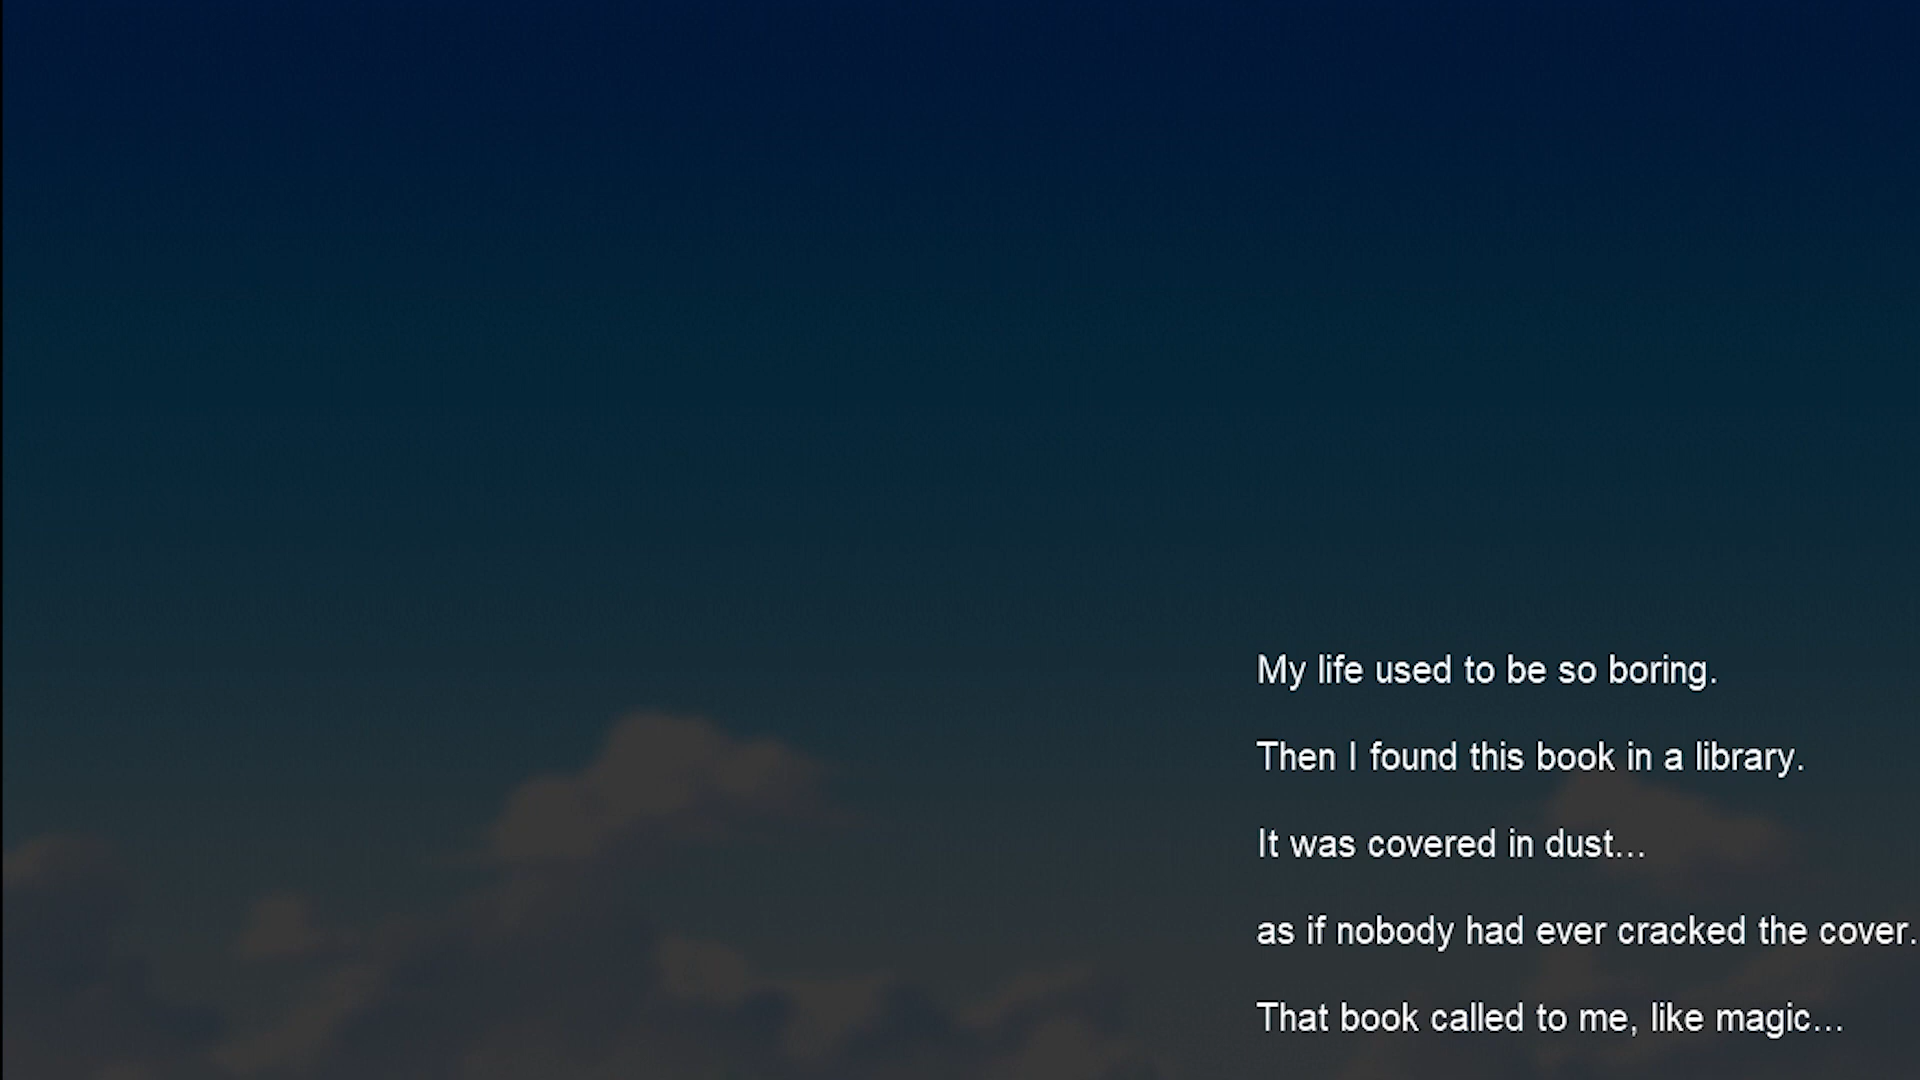 My life used to be so boring.
Then I found this book in a library.
It was covered in dust...
as if nobody had ever cracked the cover.
That book called to me, like magic...